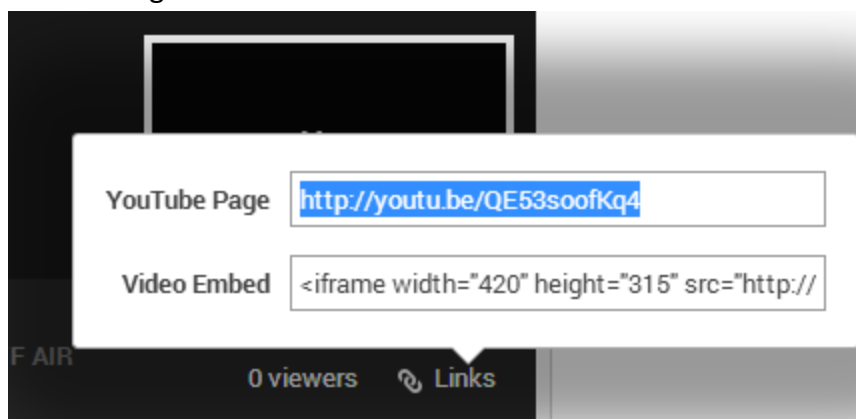 YouTube Page http://youtu.be/QE53soofKq4
Video Embed <iframe width="420" height="315" src="http://
F AIR
0 viewers Links